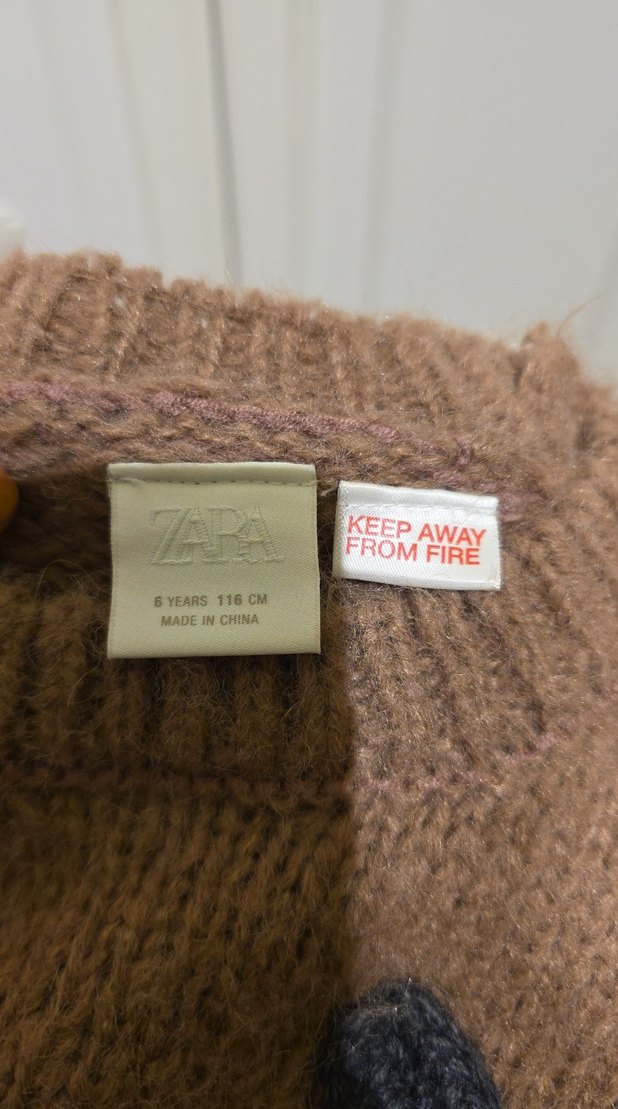 ZARA
6 YEARS 116 CM
MADE IN CHINA
KEEP AWAY
FROM FIRE